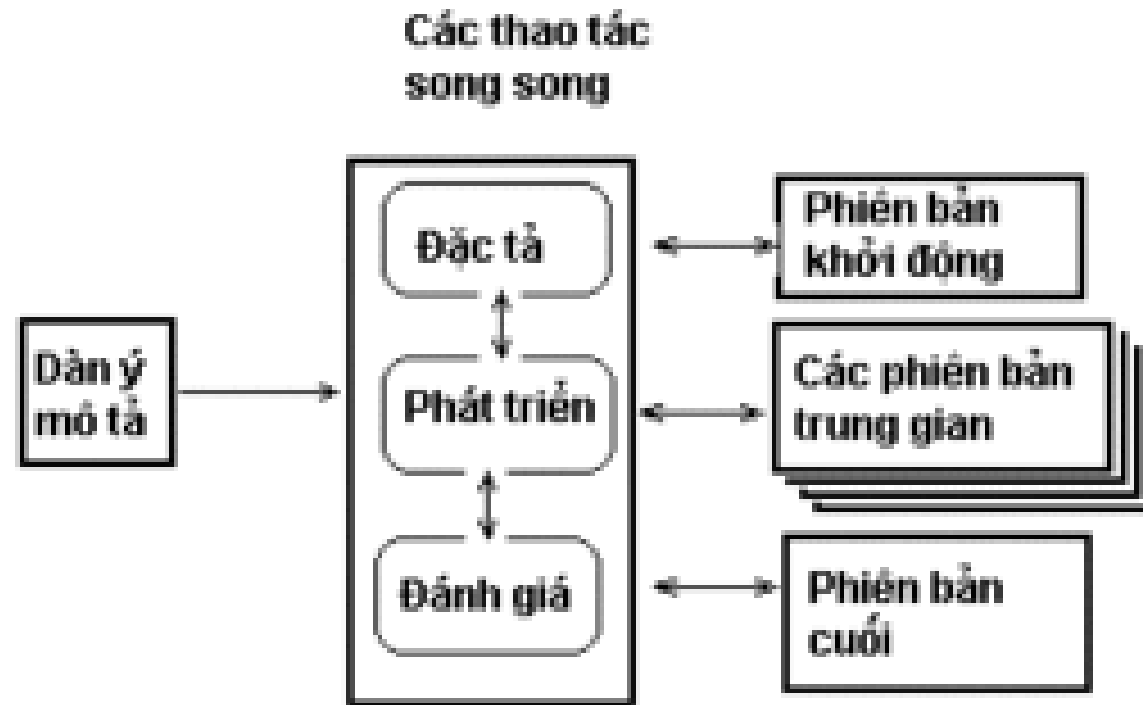 Các thao tác
song song
Đặc tả
Phiên bản
khởi động
Dàn ý
mô tả
Phát triển
Các phiên bản
trung gian
Đánh giá
Phiên bản
cuối